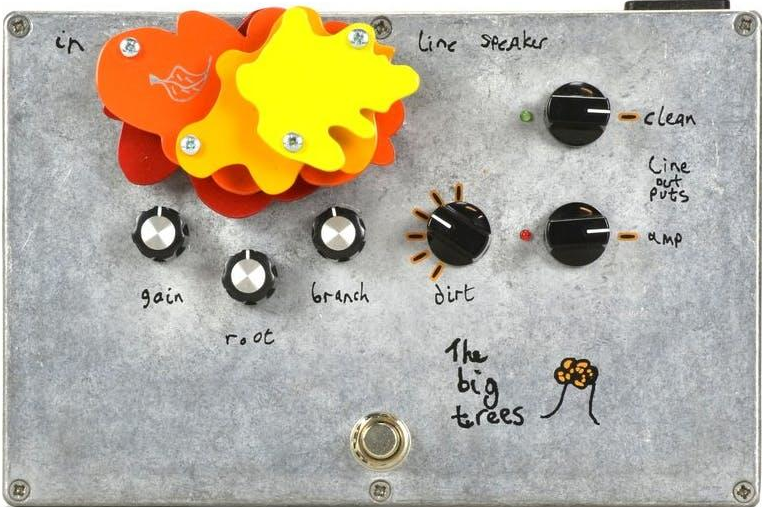 in
Line speaker
clean
Line
out
puts
amp
gain
root
branch
dirt
The
big
trees